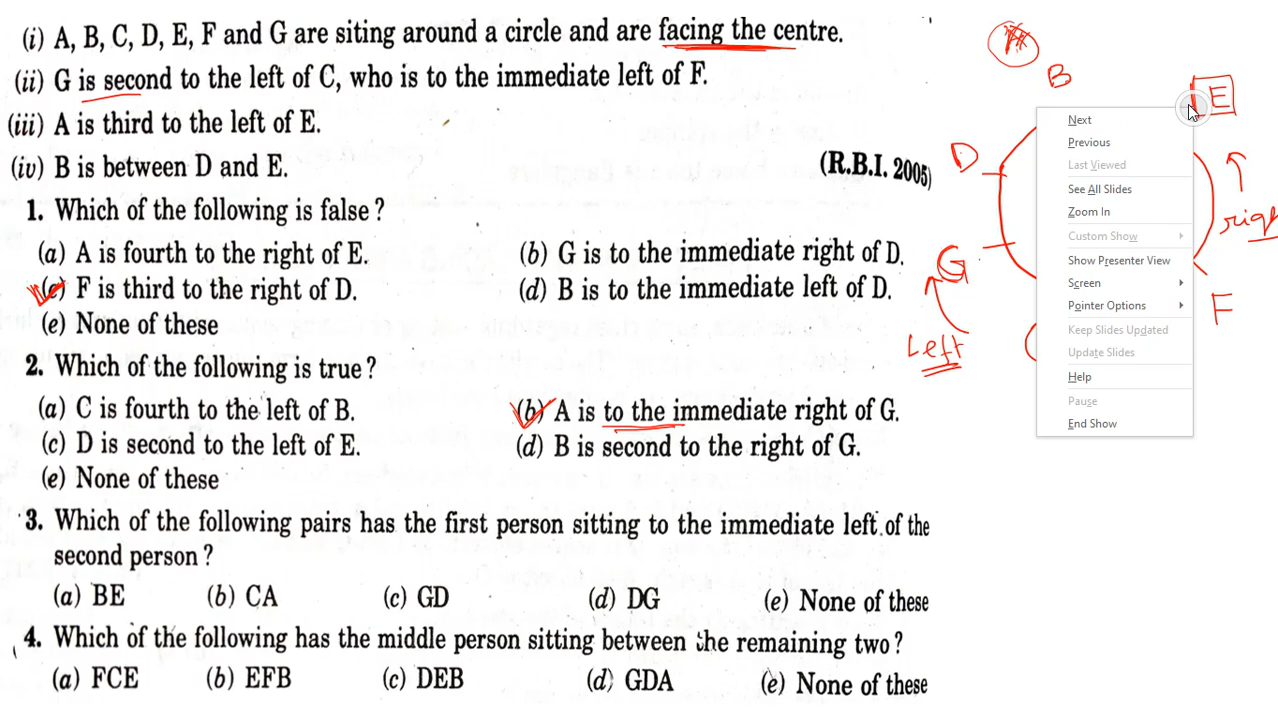 (i) A, B, C, D, E, F and G are siting around a circle and are facing the centre.
(ii) G is second to the left of C, who is to the immediate left of F.
(iii) A is third to the left of E.
(iv) B is between D and E.
(R.B.I. 2005)
1. Which of the following is false ?
(a) A is fourth to the right of E.
(b) G is to the immediate right of D.
(c) F is third to the right of D.
(d) B is to the immediate left of D.
(e) None of these
2. Which of the following is true ?
(a) C is fourth to the left of B.
(b) A is to the immediate right of G.
(c) D is second to the left of E.
(d) B is second to the right of G.
(e) None of these
3. Which of the following pairs has the first person sitting to the immediate left of the
second person ?
(a) BE (b) CA (c) GD (d) DG (e) None of these
4. Which of the following has the middle person sitting between the remaining two ?
(a) FCE (b) EFB (c) DEB (d) GDA (e) None of these
B
E
D
G
F
Left
Next
Previous
Last Viewed
See All Slides
Zoom In
Custom Show
Show Presenter View
Screen
Pointer Options
Keep Slides Updated
Update Slides
Help
Pause
End Show